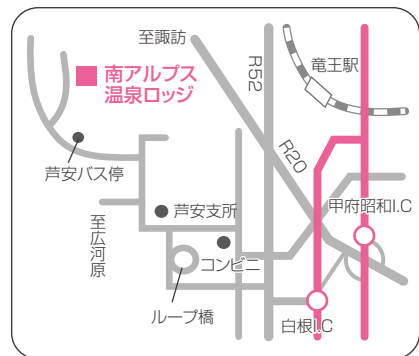 至諏訪
R52
竜王駅
南アルプス
温泉ロッジ
R20
芦安バス停
甲府昭和I.C
芦安支所
至広河原
コンビニ
ループ橋
白根I.C